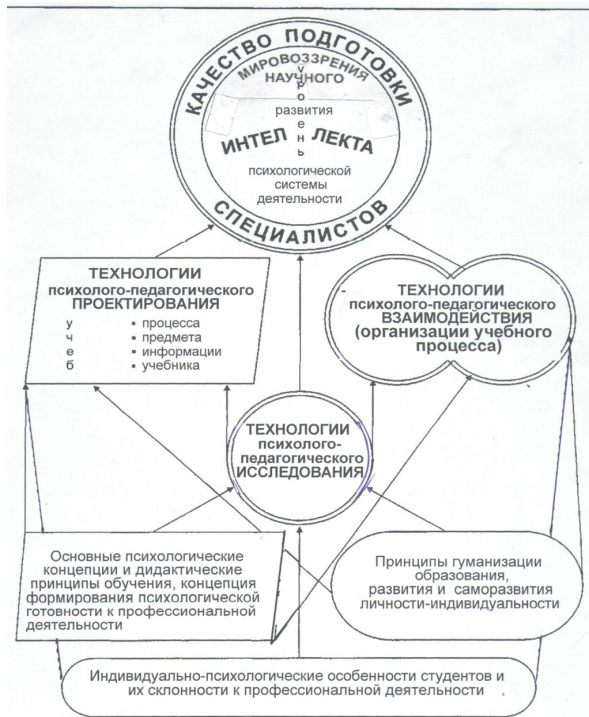 КАЧЕСТВО ПОДГОТОВКИ
МИРОВОЗЗРЕНИЯ
НАУЧНОГО
уровень
развития
ИНТЕЛ ЛЕКТА
психологической
системы
деятельности
СПЕЦИАЛИСТОВ
ТЕХНОЛОГИИ
психолого-педагогического
ПРОЕКТИРОВАНИЯ
у ▪ процесса
ч ▪ предмета
е ▪ информации
б ▪ учебника
ТЕХНОЛОГИИ
психолого-педагогического
ВЗАИМОДЕЙСТВИЯ
(организации учебного
процесса)
ТЕХНОЛОГИИ
психолого-
педагогического
ИССЛЕДОВАНИЯ
Основные психологические
концепции и дидактические
принципы обучения, концепция
формирования психологической
готовности к профессиональной
деятельности
Принципы гуманизации
образования,
развития и саморазвития
личности-индивидуальности
Индивидуально-психологические особенности студентов и
их склонности к профессиональной деятельности